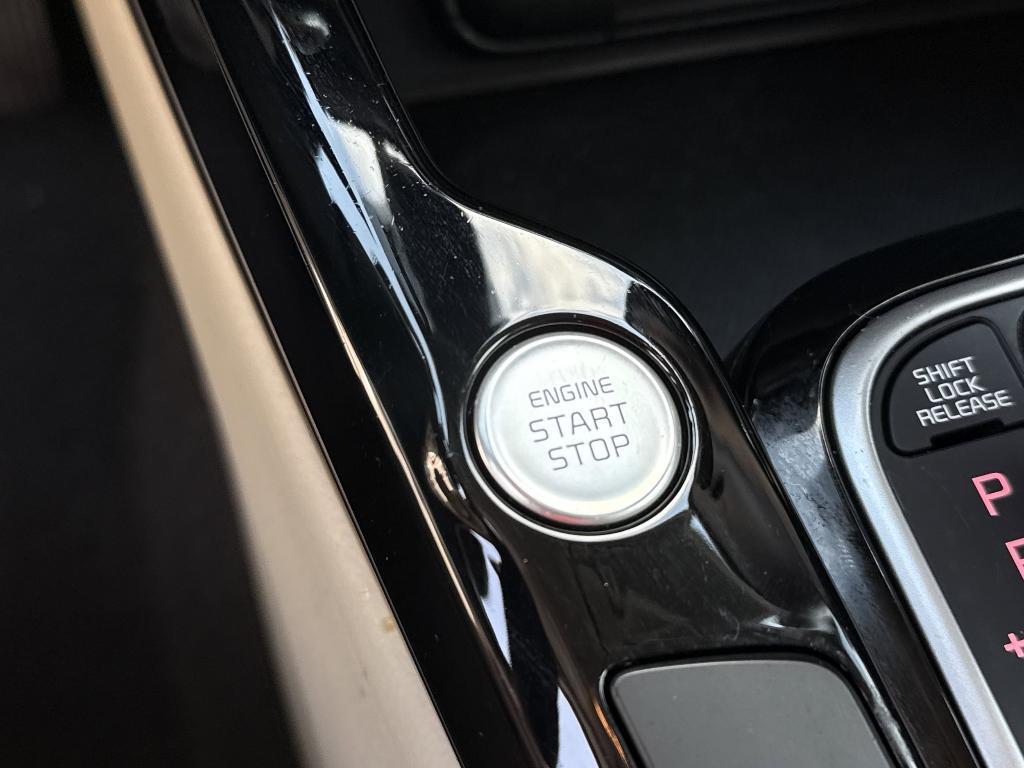 ENGINE
START
STOP
SHIFT
LOCK
RELEASE
P
+